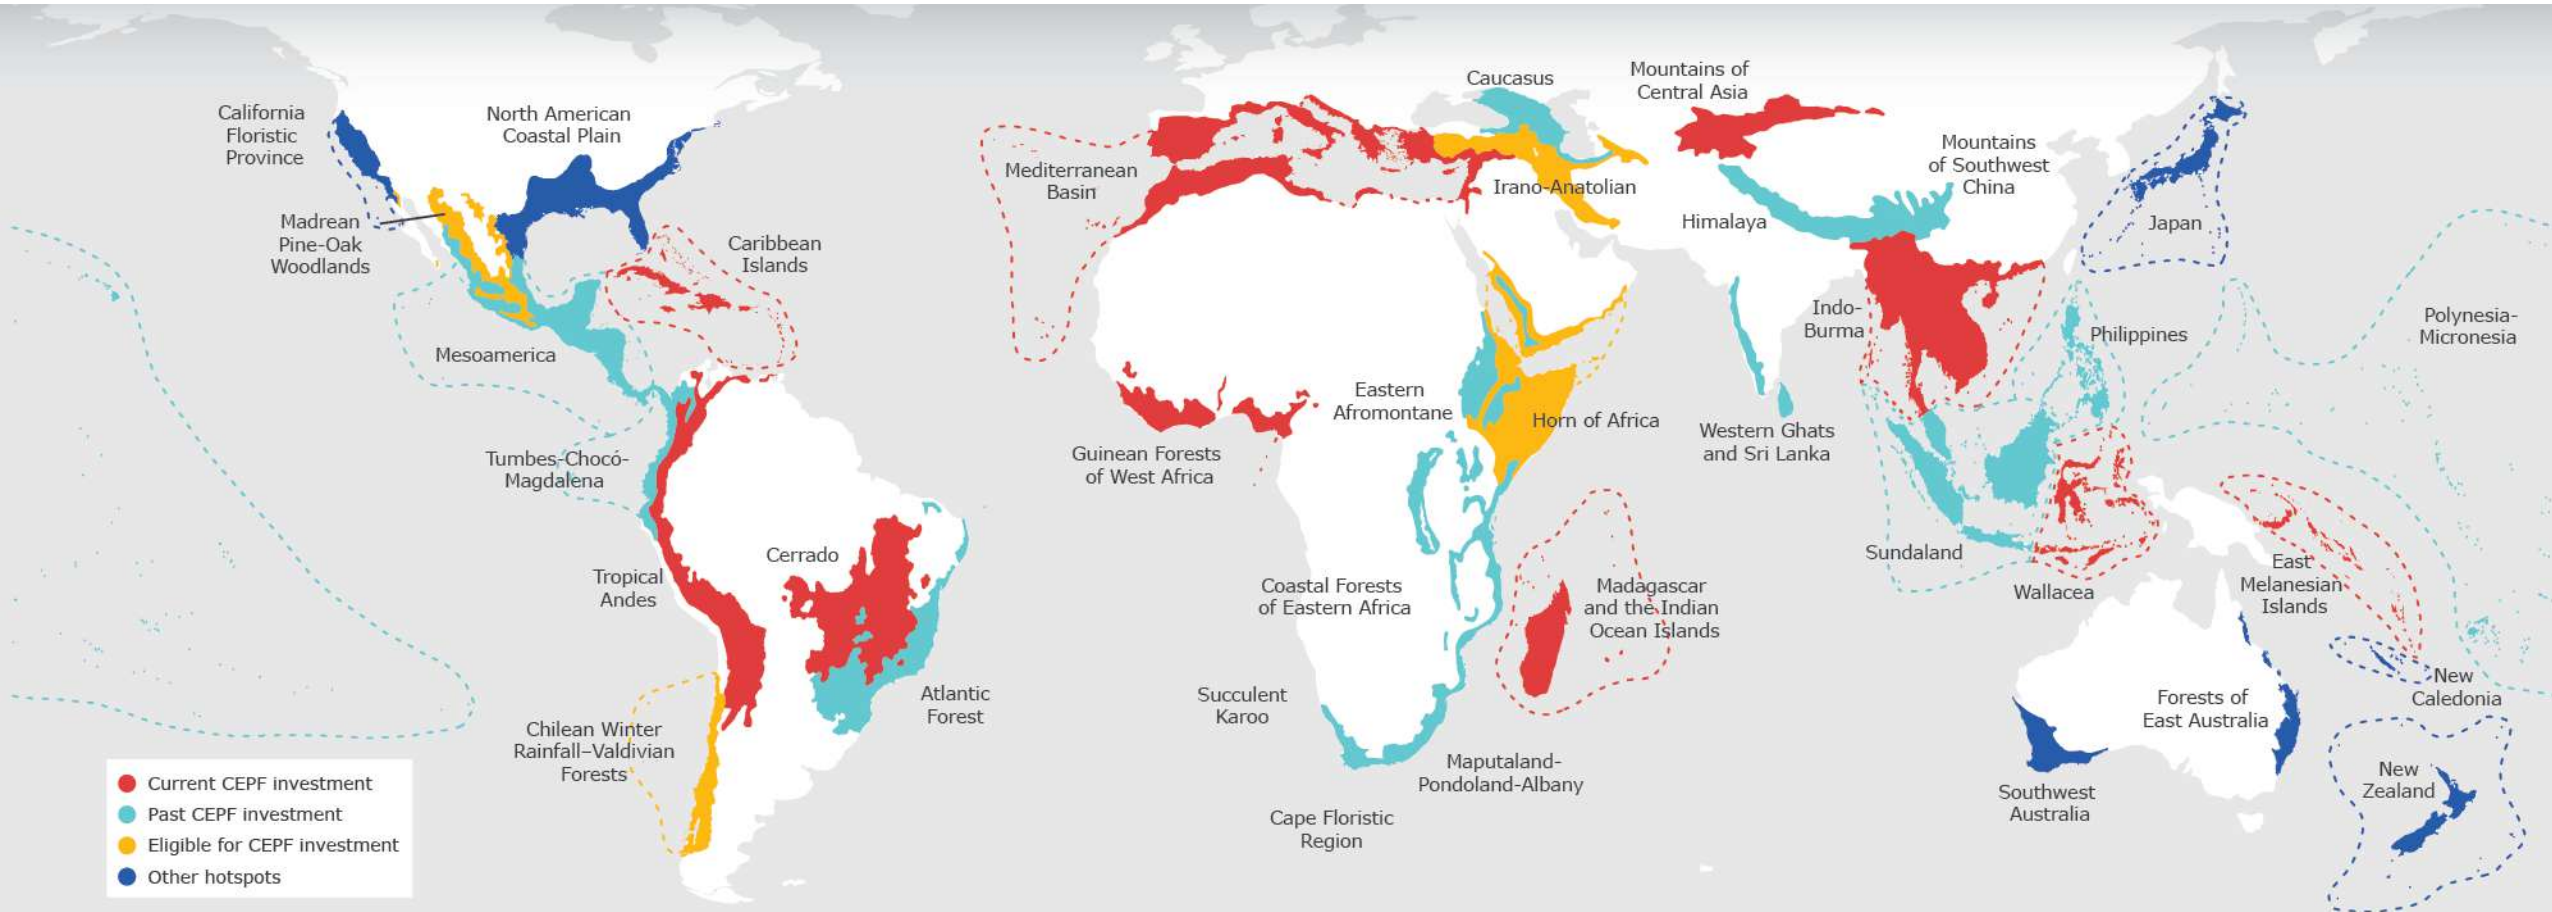 California
Floristic
Province
North American
Coastal Plain
Madrean
Pine-Oak
Woodlands
Caribbean
Islands
Mesoamerica
Tumbes-Chocó-
Magdalena
Cerrado
Tropical
Andes
Atlantic
Forest
Chilean Winter
Rainfall–Valdivian
Forests
Mediterranean
Basin
Caucasus
Mountains of
Central Asia
Irano-Anatolian
Mountains
of Southwest
China
Himalaya
Japan
Indo-
Burma
Philippines
Polynesia-
Micronesia
Eastern
Afromontane
Horn of Africa
Western Ghats
and Sri Lanka
Guinean Forests
of West Africa
Coastal Forests
of Eastern Africa
Madagascar
and the Indian
Ocean Islands
Sundaland
Wallacea
East
Melanesian
Islands
Succulent
Karoo
Maputaland-
Pondoland-Albany
Cape Floristic
Region
Forests of
East Australia
New
Caledonia
Southwest
Australia
New
Zealand
Current CEPF investment
Past CEPF investment
Eligible for CEPF investment
Other hotspots